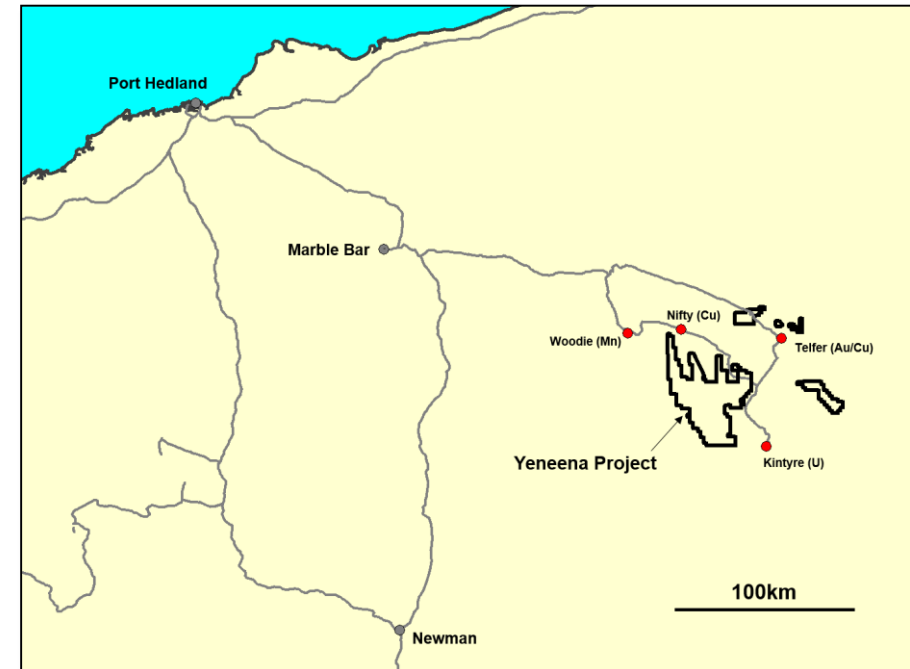 Port Hedland
Marble Bar
Nifty (Cu)
Woodie (Mn)
Telfer (Au/Cu)
Yeneena Project
Kintyre (U)
100km
Newman